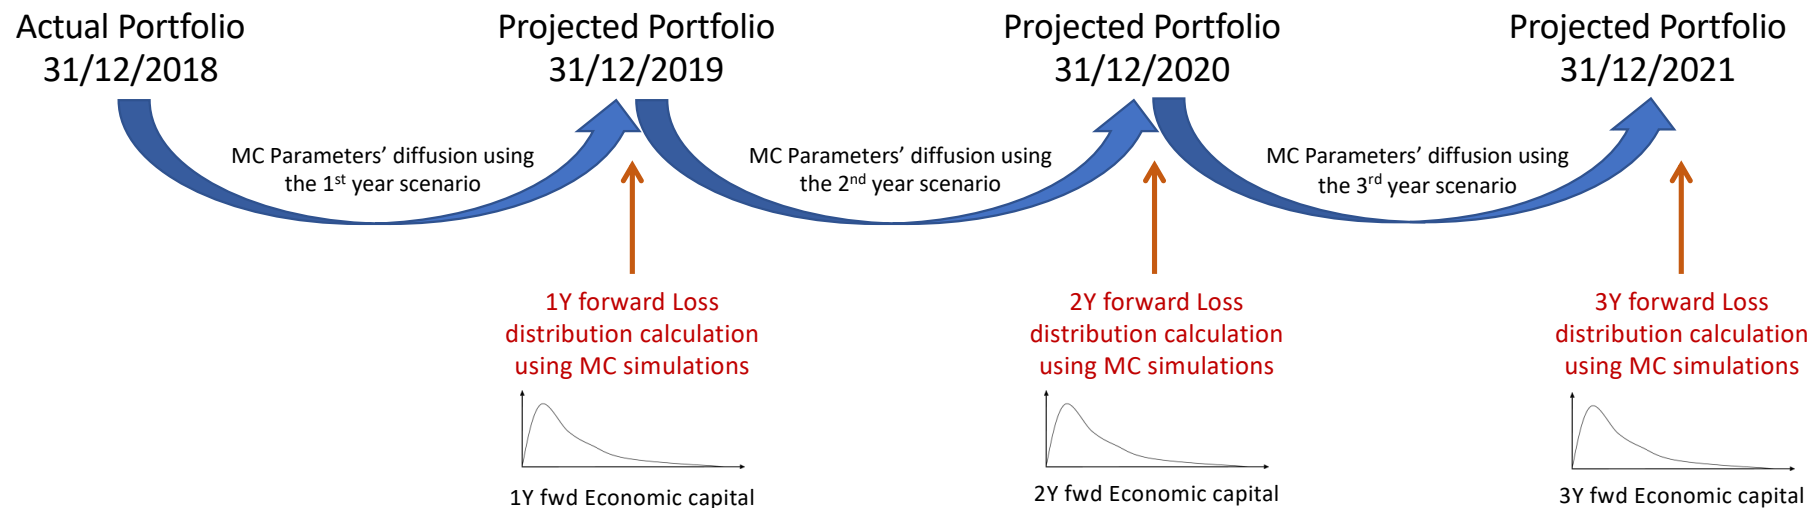 Actual Portfolio
31/12/2018
Projected Portfolio
31/12/2019
Projected Portfolio
31/12/2020
Projected Portfolio
31/12/2021
MC Parameters’ diffusion using
the 1st year scenario
MC Parameters’ diffusion using
the 2nd year scenario
MC Parameters’ diffusion using
the 3rd year scenario
1Y forward Loss
distribution calculation
using MC simulations
2Y forward Loss
distribution calculation
using MC simulations
3Y forward Loss
distribution calculation
using MC simulations
1Y fwd Economic capital
2Y fwd Economic capital
3Y fwd Economic capital